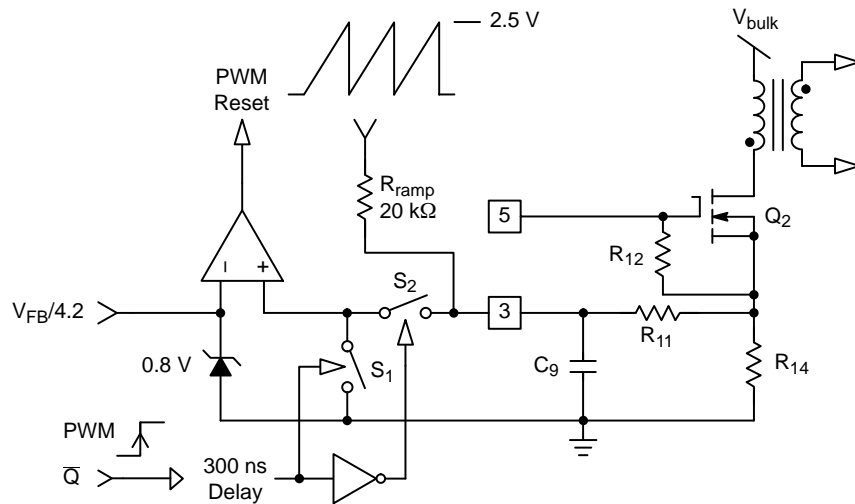 2.5 V
V_bulk
PWM
Reset
R_ramp
20 kΩ
5
Q_2
R_12
S_2
V_FB/4.2
3
R_11
0.8 V
S_1
C_9
R_14
PWM
Q̅
300 ns
Delay
– +